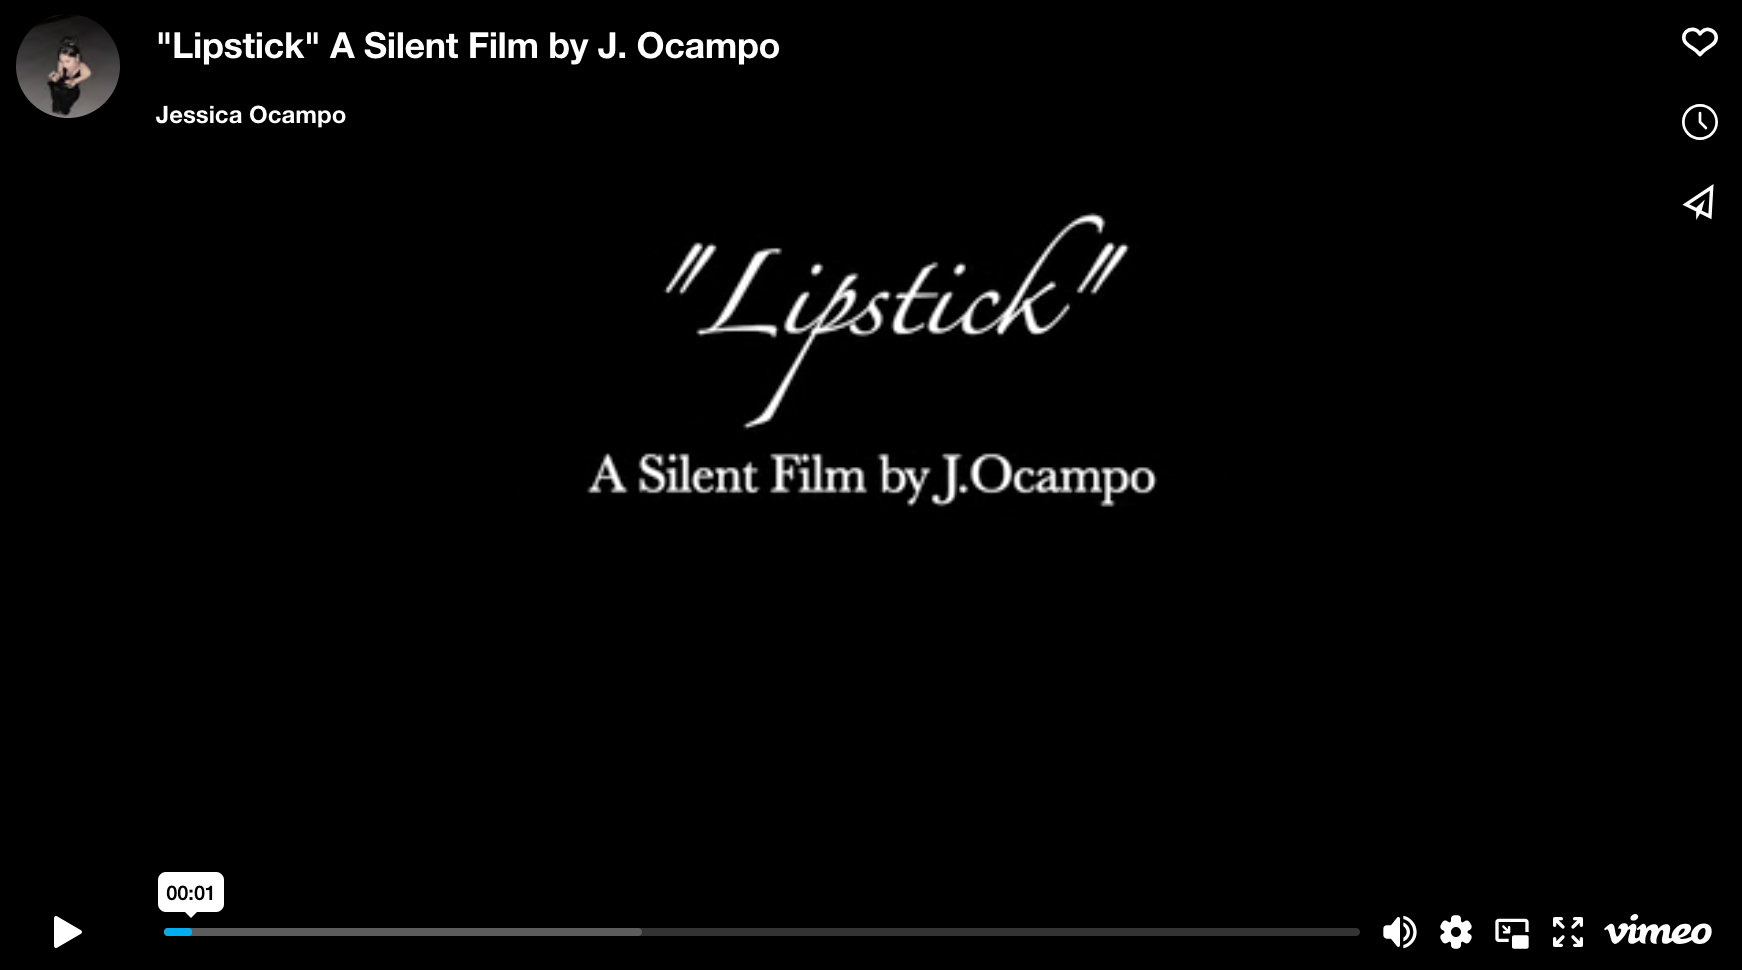 "Lipstick" A Silent Film by J. Ocampo
Jessica Ocampo
"Lipstick"
A Silent Film by J.Ocampo
00:01
vimeo